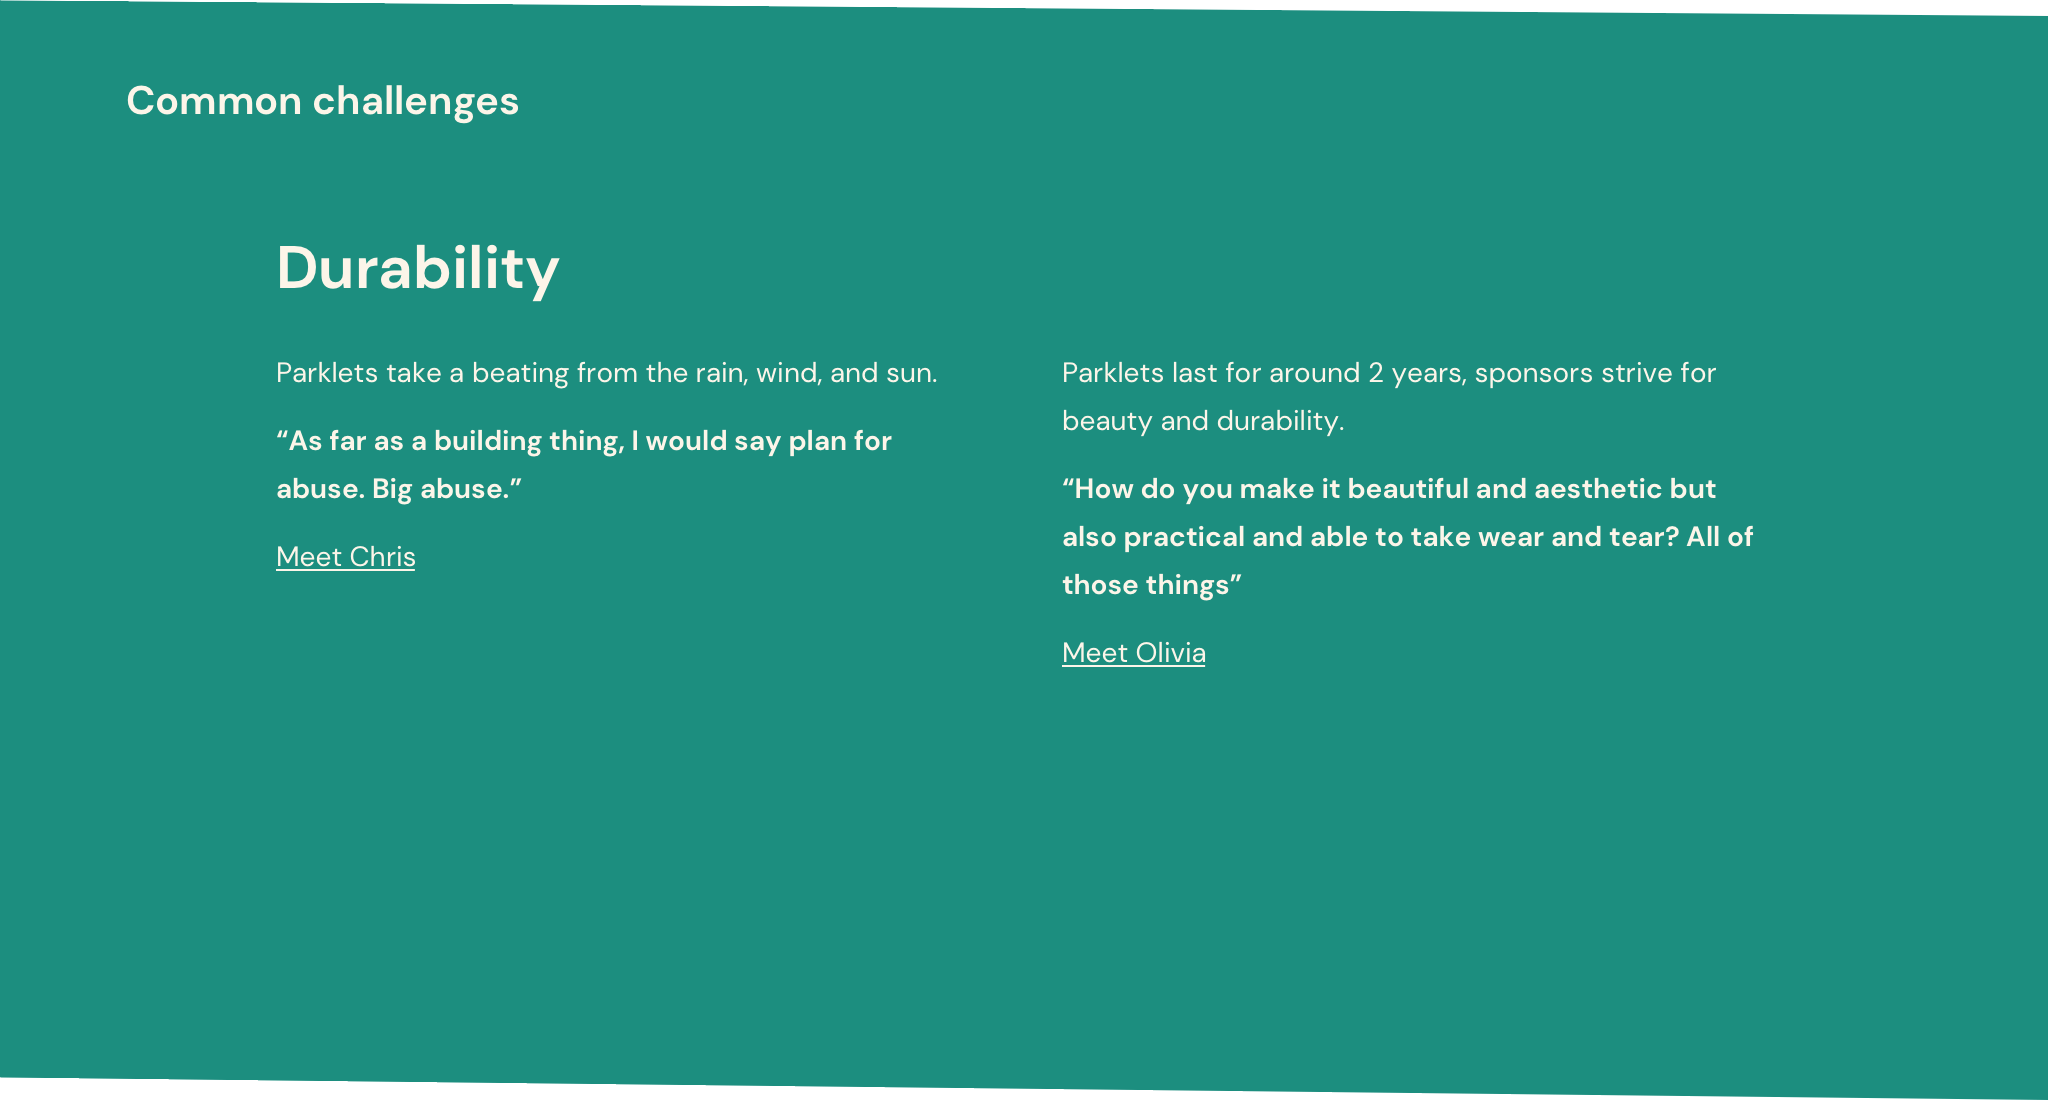 Common challenges
Durability
Parklets take a beating from the rain, wind, and sun.
“As far as a building thing, I would say plan for
abuse. Big abuse.”
Meet Chris
Parklets last for around 2 years, sponsors strive for
beauty and durability.
“How do you make it beautiful and aesthetic but
also practical and able to take wear and tear? All of
those things”
Meet Olivia